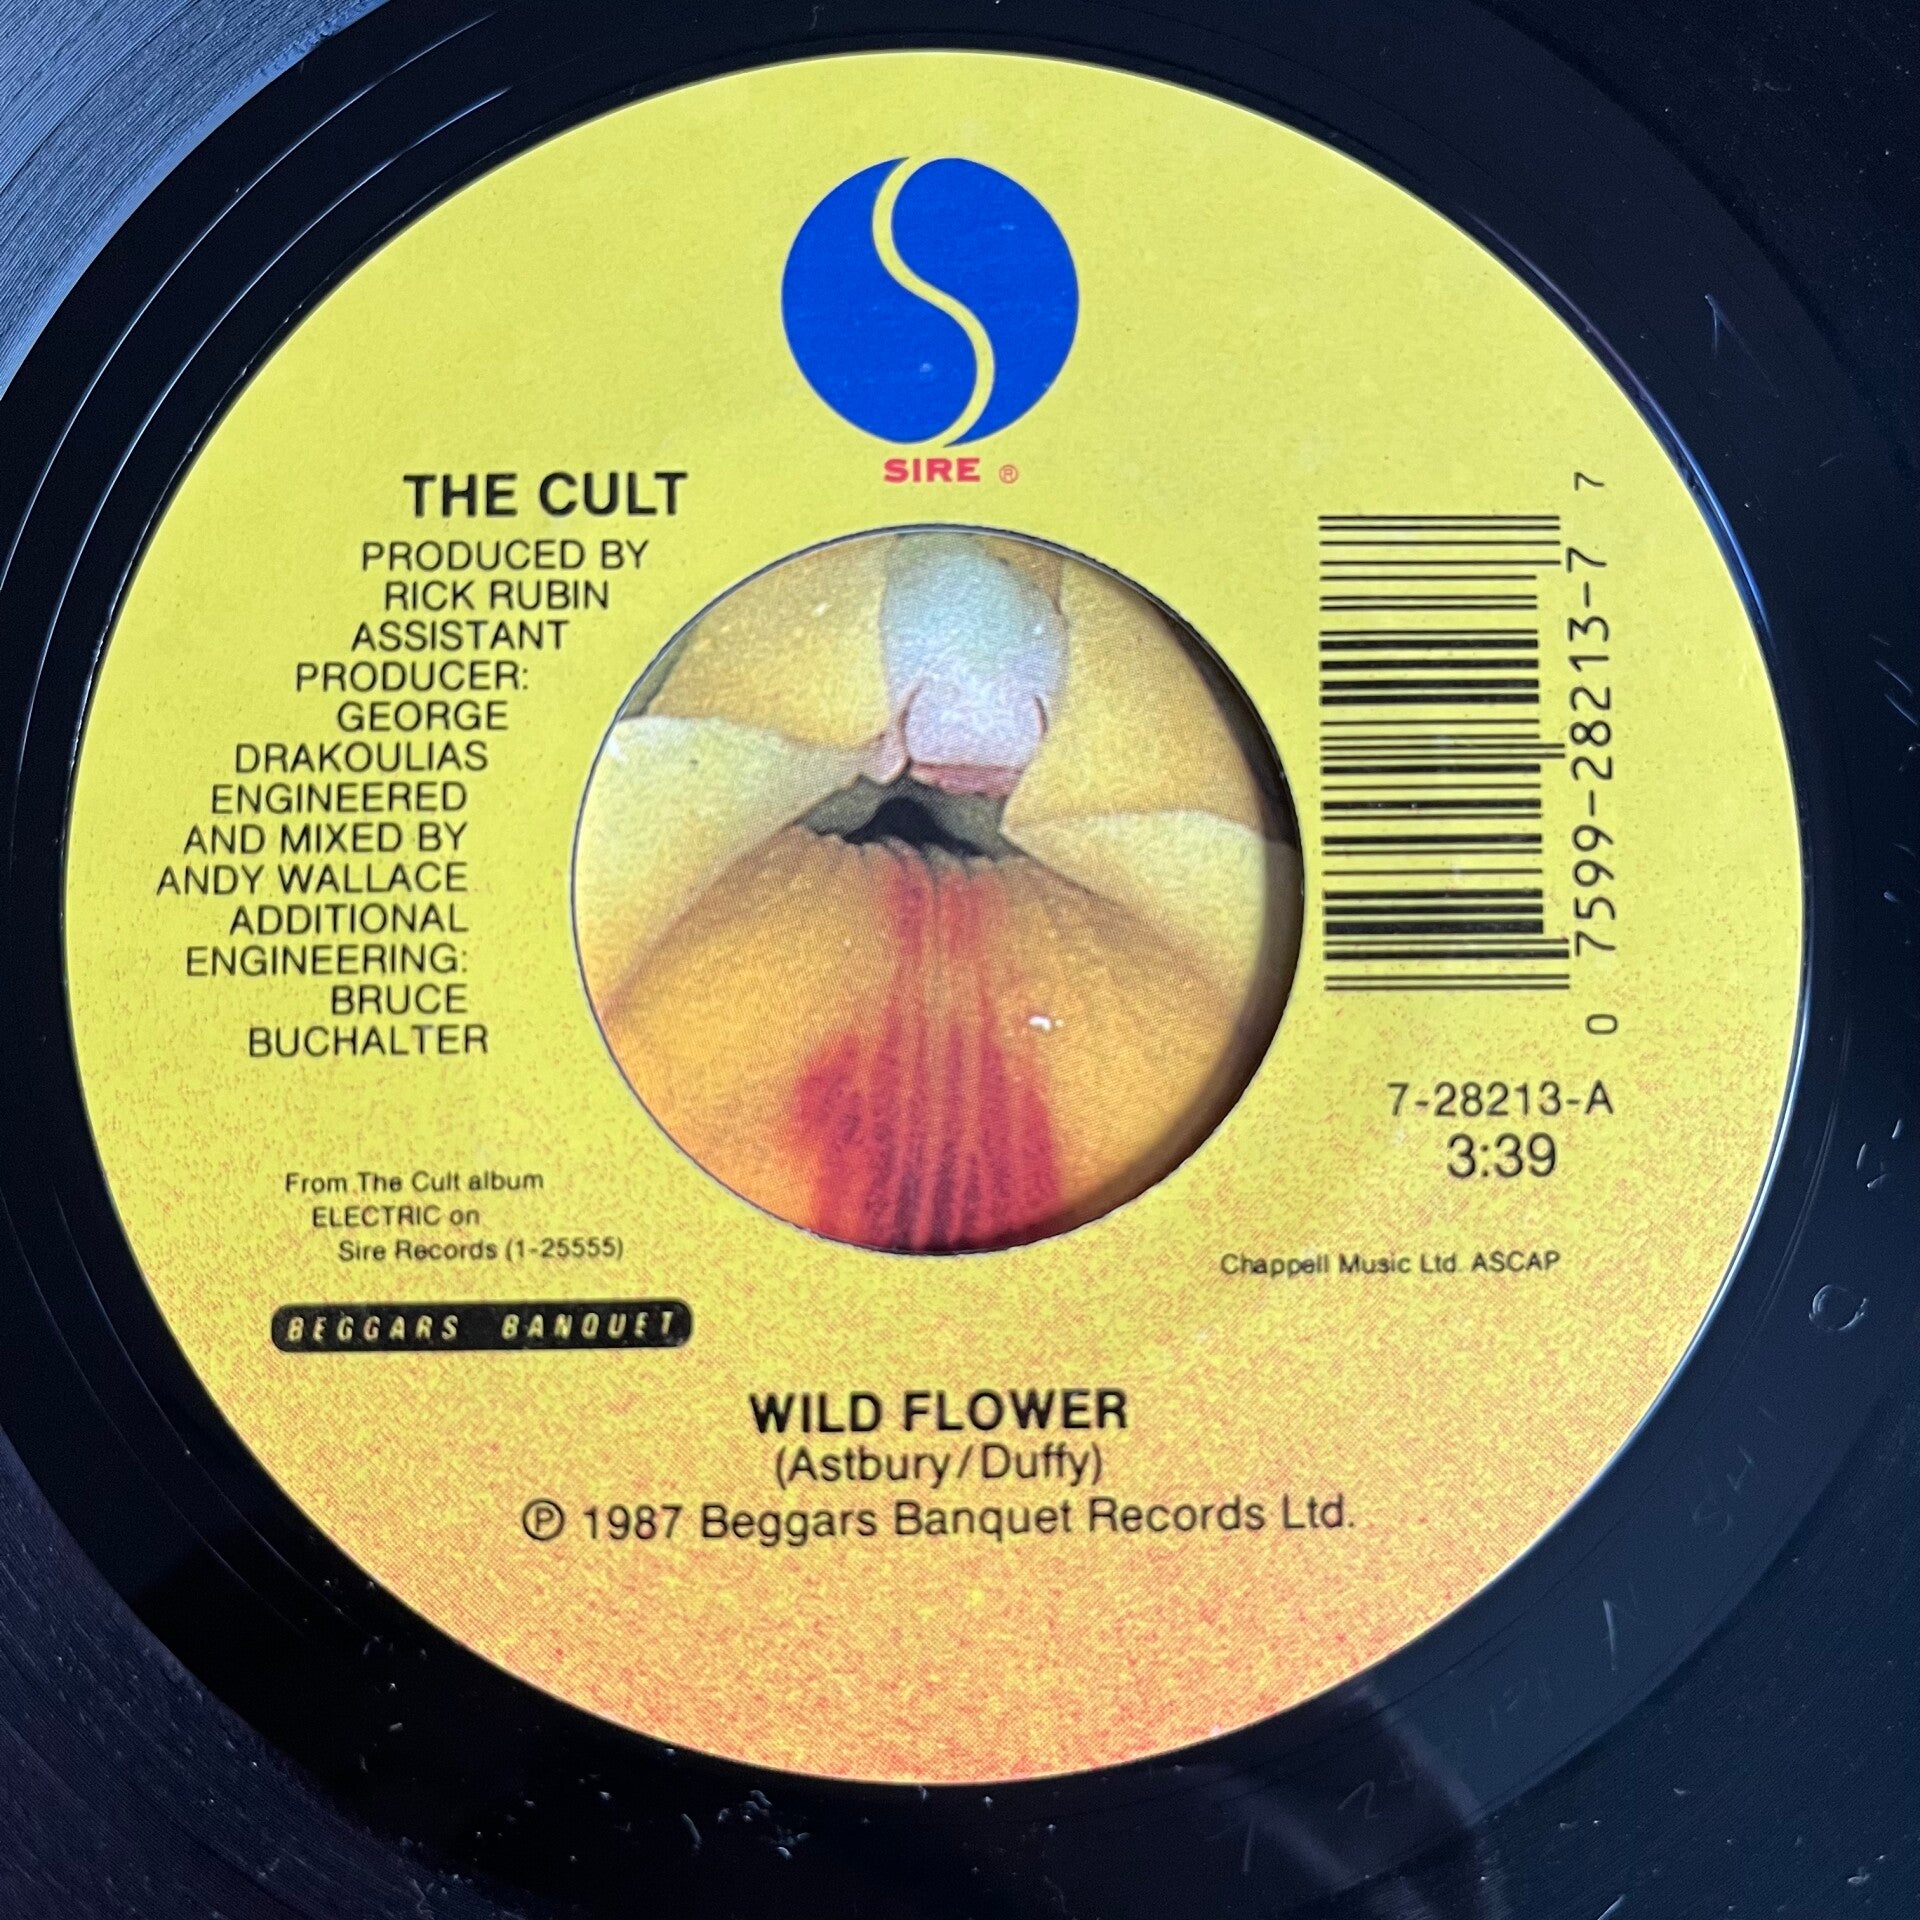 SIRE ®
THE CULT
PRODUCED BY
RICK RUBIN
ASSISTANT
PRODUCER:
GEORGE
DRAKOULIAS
ENGINEERED
AND MIXED BY
ANDY WALLACE
ADDITIONAL
ENGINEERING:
BRUCE
BUCHALTER
From The Cult album
ELECTRIC on
Sire Records (1-25555)
BEGGARS BANQUET
0 7599-28213-7 7
7-28213-A
3:39
Chappell Music Ltd. ASCAP
WILD FLOWER
(Astbury/Duffy)
℗ 1987 Beggars Banquet Records Ltd.